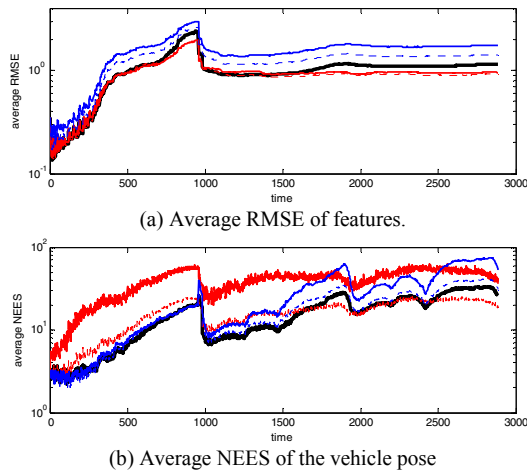 average RMSE
10^0
10^-1
0 500 1000 1500 2000 2500 3000
time
(a) Average RMSE of features.
average NEES
10^2
10^1
10^0
0 500 1000 1500 2000 2500 3000
time
(b) Average NEES of the vehicle pose